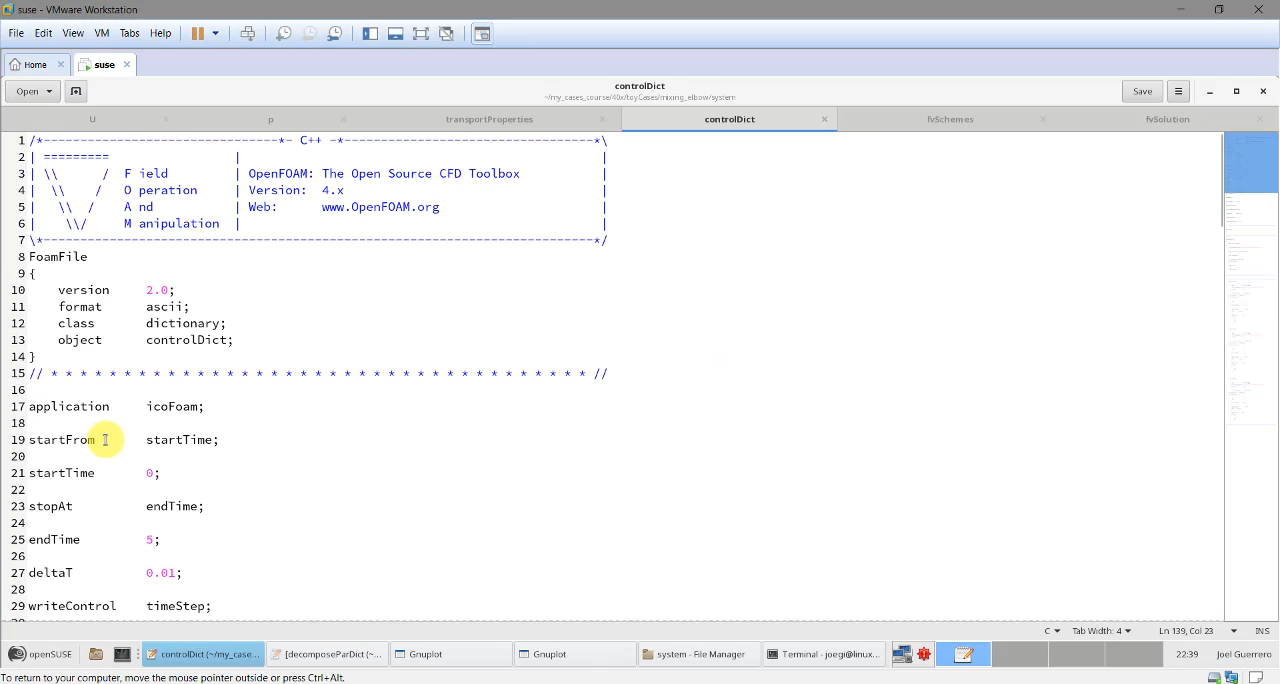 suse - VMware Workstation
File Edit View VM Tabs Help
Home suse
Open controlDict Save
~/my_cases_course/40x/toyCases/mixing_elbow/system
U p transportProperties controlDict fvSchemes fvSolution
1 /*--------------------------------*- C++ -*----------------------------------*\
2 | ========= | |
3 | \\ / F ield | OpenFOAM: The Open Source CFD Toolbox |
4 | \\ / O peration | Version: 4.x |
5 | \\ / A nd | Web: www.OpenFOAM.org |
6 | \\/ M anipulation | |
7 \*---------------------------------------------------------------------------*/
8 FoamFile
9 {
10 version 2.0;
11 format ascii;
12 class dictionary;
13 object controlDict;
14 }
15 // * * * * * * * * * * * * * * * * * * * * * * * * * * * * * * * * * * * * * //
16
17 application icoFoam;
18
19 startFrom startTime;
20
21 startTime 0;
22
23 stopAt endTime;
24
25 endTime 5;
26
27 deltaT 0.01;
28
29 writeControl timeStep;
C Tab Width: 4 Ln 139, Col 23 INS
openSUSE controlDict (~/my_case... [decomposeParDict (~... Gnuplot Gnuplot system - File Manager Terminal - joegi@linux... 22:39 Joel Guerrero
To return to your computer, move the mouse pointer outside or press Ctrl+Alt.